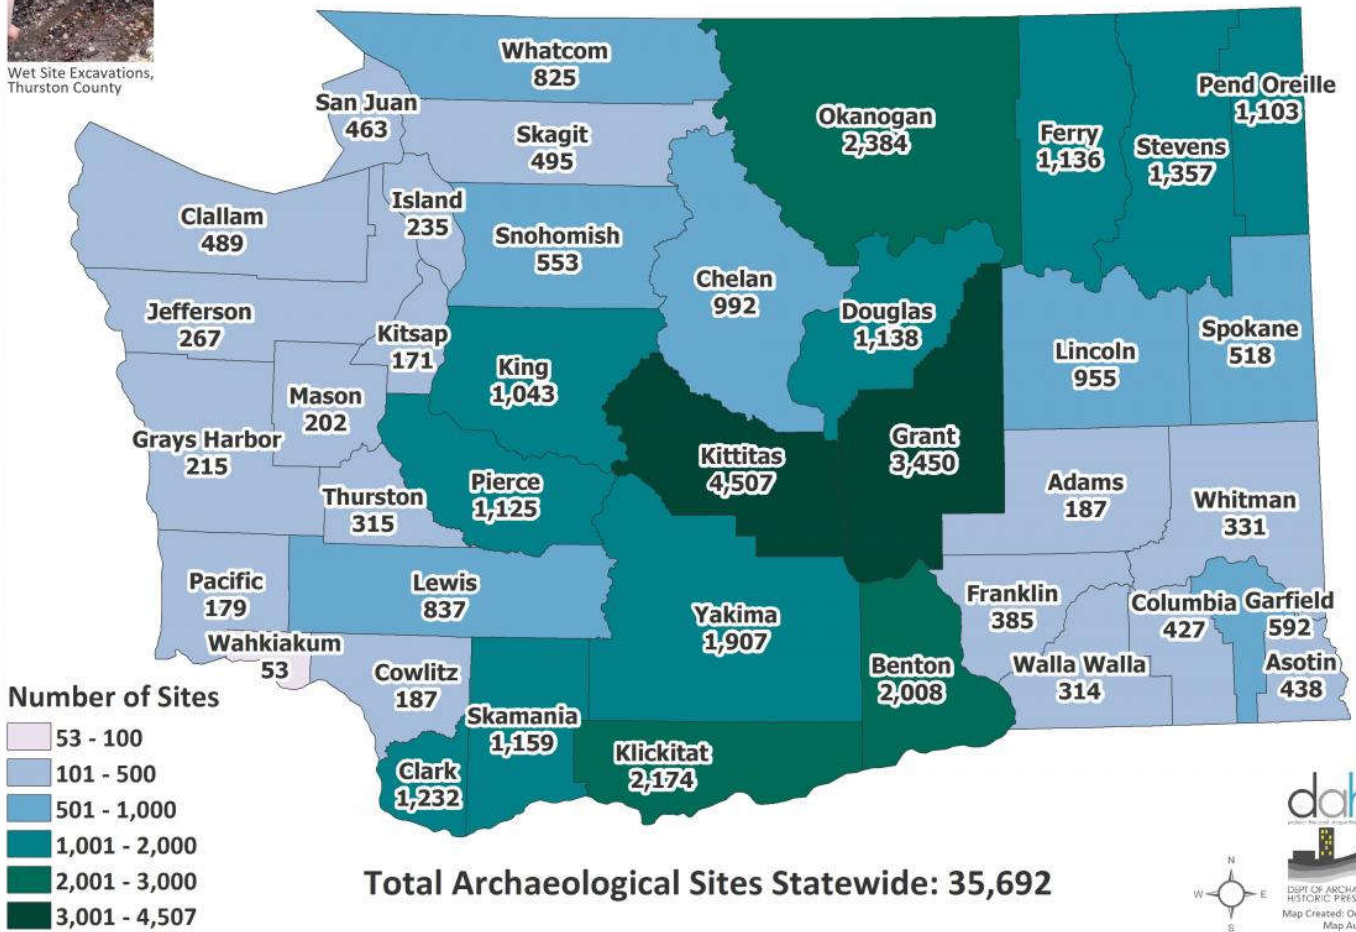 Wet Site Excavations,
Thurston County
Whatcom
825
San Juan
463
Skagit
495
Okanogan
2,384
Ferry
1,136
Stevens
1,357
Pend Oreille
1,103
Clallam
489
Island
235
Snohomish
553
Chelan
992
Douglas
1,138
Jefferson
267
Kitsap
171
King
1,043
Lincoln
955
Spokane
518
Mason
202
Grays Harbor
215
Kittitas
4,507
Grant
3,450
Thurston
315
Pierce
1,125
Adams
187
Whitman
331
Pacific
179
Lewis
837
Yakima
1,907
Franklin
385
Columbia
427
Garfield
592
Wahkiakum
53
Cowlitz
187
Benton
2,008
Walla Walla
314
Asotin
438
Skamania
1,159
Klickitat
2,174
Clark
1,232
Number of Sites
53 - 100
101 - 500
501 - 1,000
1,001 - 2,000
2,001 - 3,000
3,001 - 4,507
Total Archaeological Sites Statewide: 35,692
N
W E
S
DEPT OF
Map Created:
Map